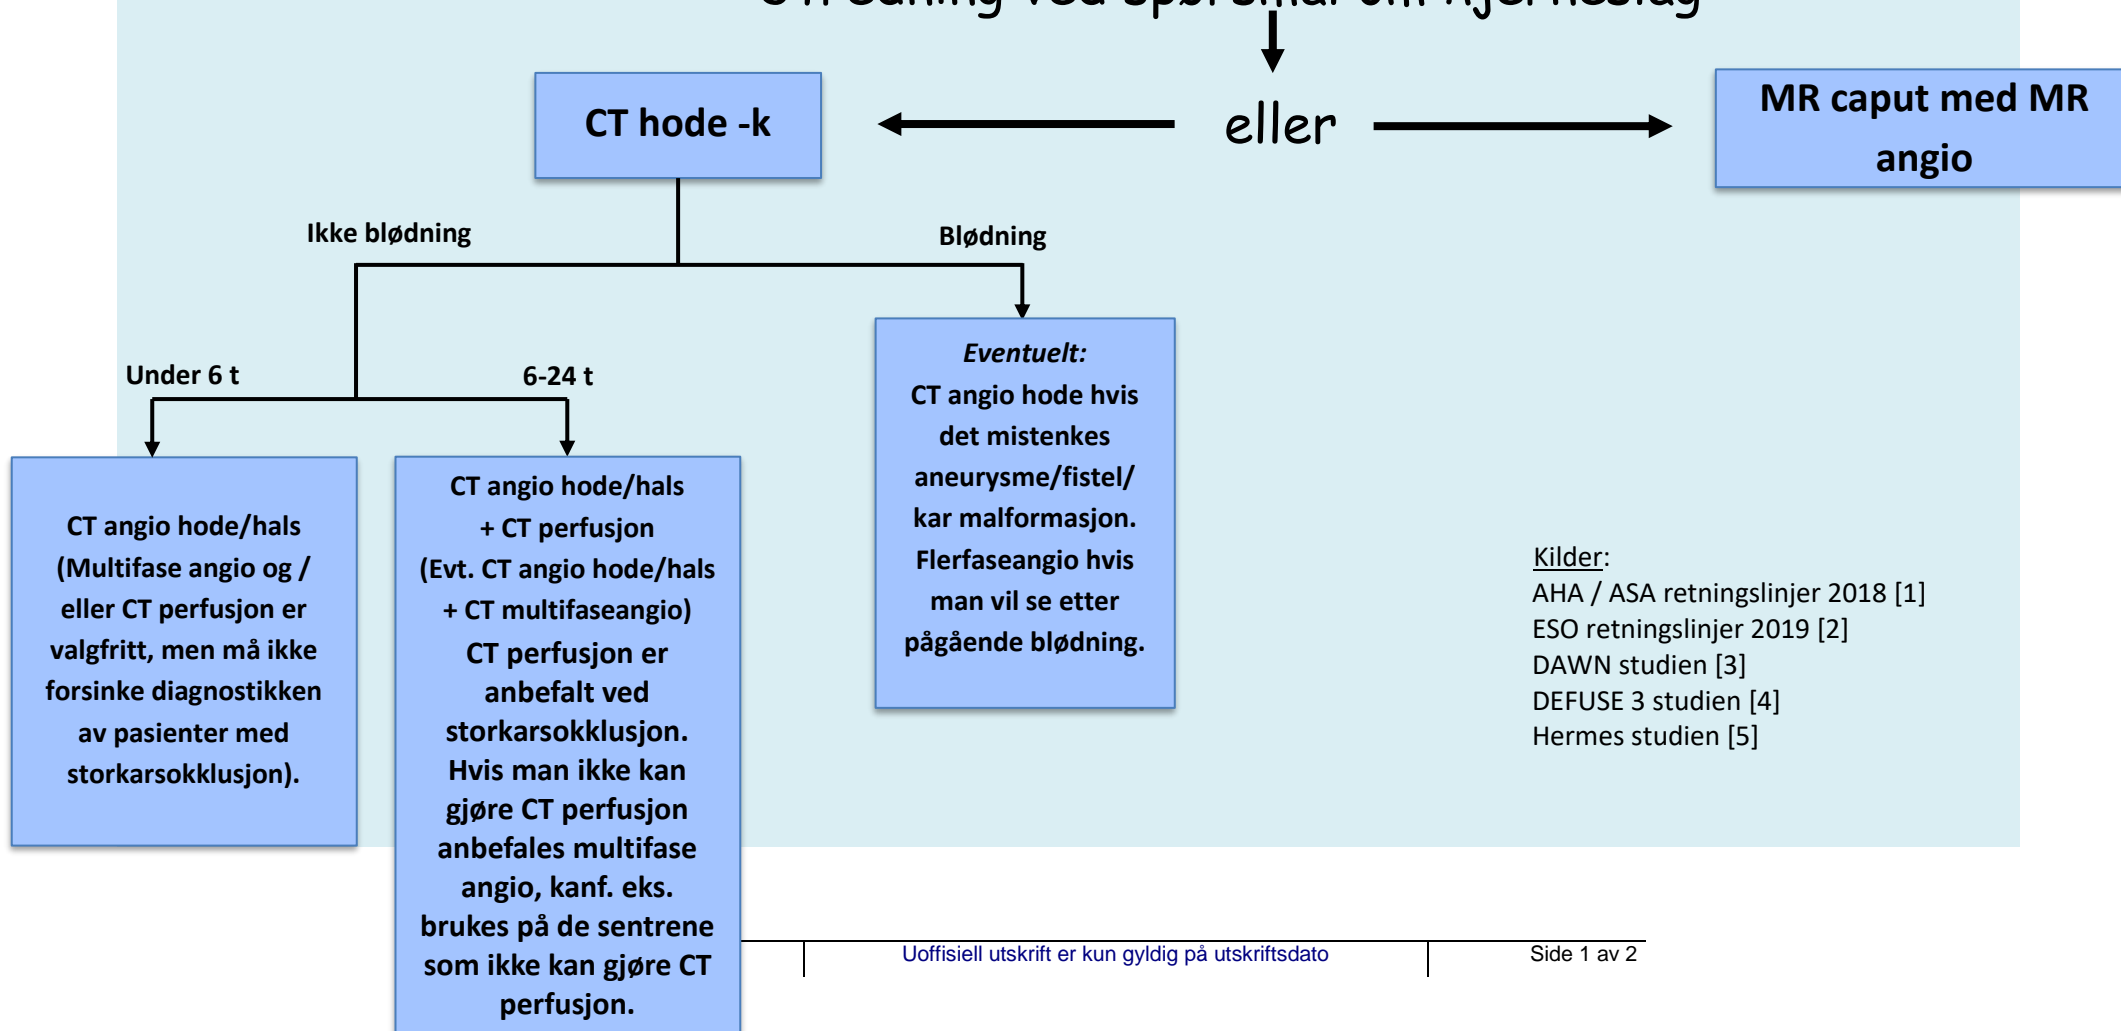 Utredning ved spørsmål om hjerneslag
eller
CT hode -k
MR caput med MR
angio
Ikke blødning
Blødning
Under 6 t
6-24 t
CT angio hode/hals
(Multifase angio og /
eller CT perfusjon er
valgfritt, men må ikke
forsinke diagnostikken
av pasienter med
storkarsokklusjon).
CT angio hode/hals
+ CT perfusjon
(Evt. CT angio hode/hals
+ CT multifaseangio)
CT perfusjon er
anbefalt ved
storkarsokklusjon.
Hvis man ikke kan
gjøre CT perfusjon
anbefales multifase
angio, kanf. eks.
brukes på de sentrene
som ikke kan gjøre CT
perfusjon.
Eventuelt:
CT angio hode hvis
det mistenkes
aneurysme/fistel/
kar malformasjon.
Flerfaseangio hvis
man vil se etter
pågående blødning.
Kilder:
AHA / ASA retningslinjer 2018 [1]
ESO retningslinjer 2019 [2]
DAWN studien [3]
DEFUSE 3 studien [4]
Hermes studien [5]
Uoffisiell utskrift er kun gyldig på utskriftsdato
Side 1 av 2